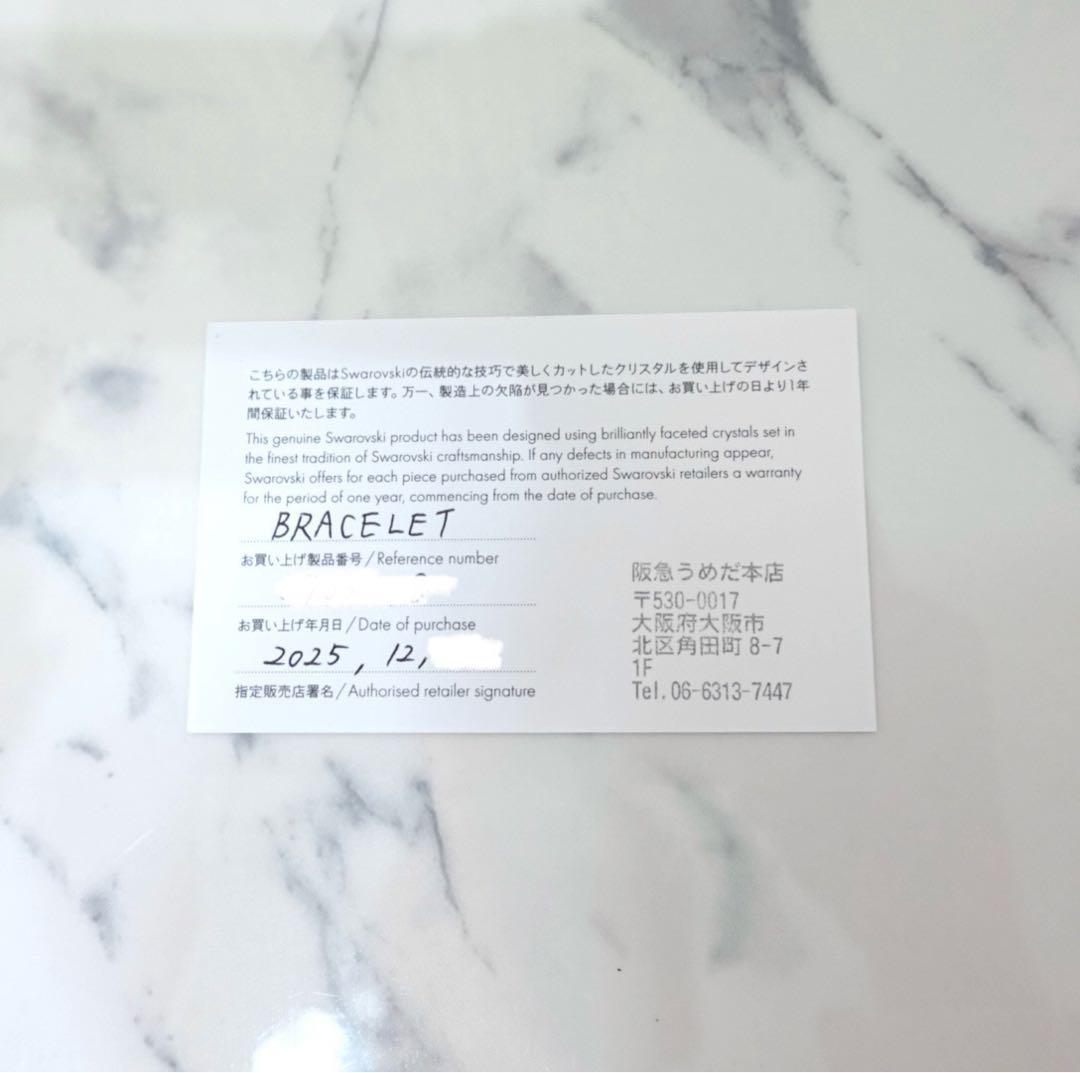 こちらの製品はSwarovskiの伝統的な技巧で美しくカットしたクリスタルを使用してデザインさ
れている事を保証します。万一、製造上の欠陥が見つかった場合には、お買い上げの日より1年
間保証いたします。
This genuine Swarovski product has been designed using brilliantly faceted crystals set in
the finest tradition of Swarovski craftsmanship. If any defects in manufacturing appear,
Swarovski offers for each piece purchased from authorized Swarovski retailers a warranty
for the period of one year, commencing from the date of purchase.
BRACELET
お買い上げ製品番号/Reference number
お買い上げ年月日/Date of purchase
2025, 12,
指定販売店署名/Authorised retailer signature
阪急うめだ本店
〒530-0017
大阪府大阪市
北区角田町 8-7
1F
Tel.06-6313-7447